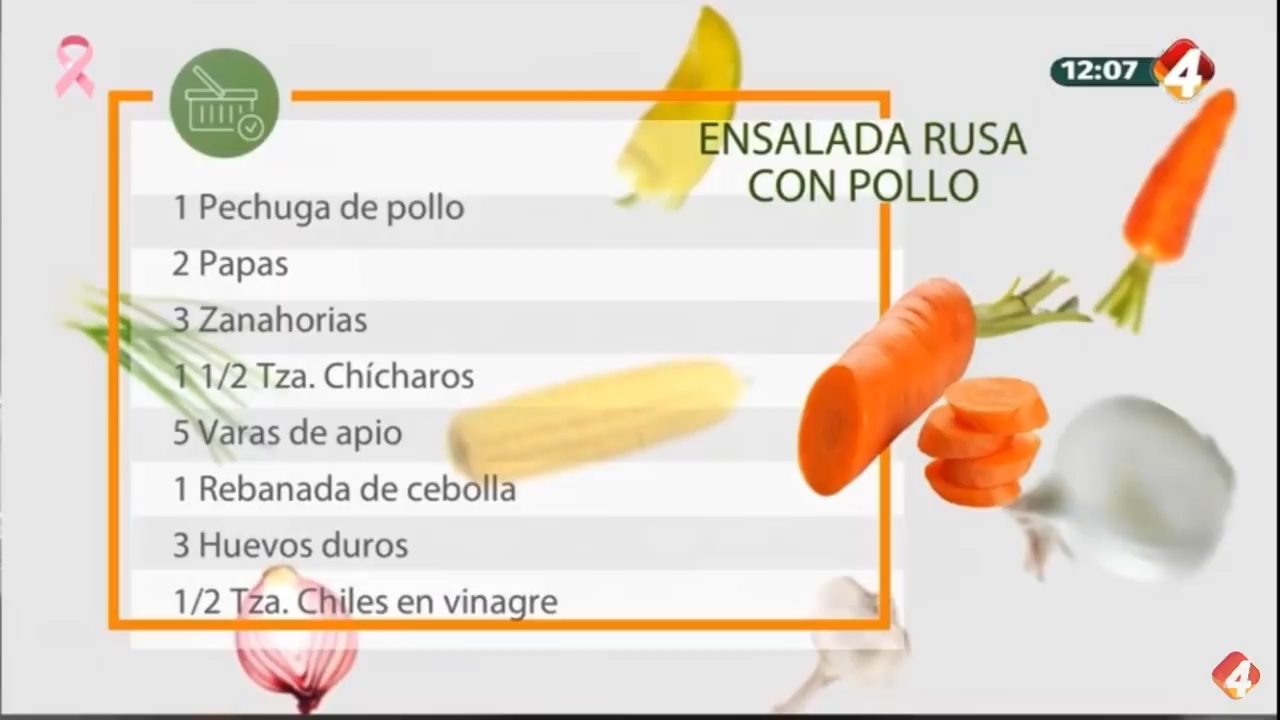 12:07 4
ENSALADA RUSA
CON POLLO
1 Pechuga de pollo
2 Papas
3 Zanahorias
1 1/2 Tza. Chícharos
5 Varas de apio
1 Rebanada de cebolla
3 Huevos duros
1/2 Tza. Chiles en vinagre
4